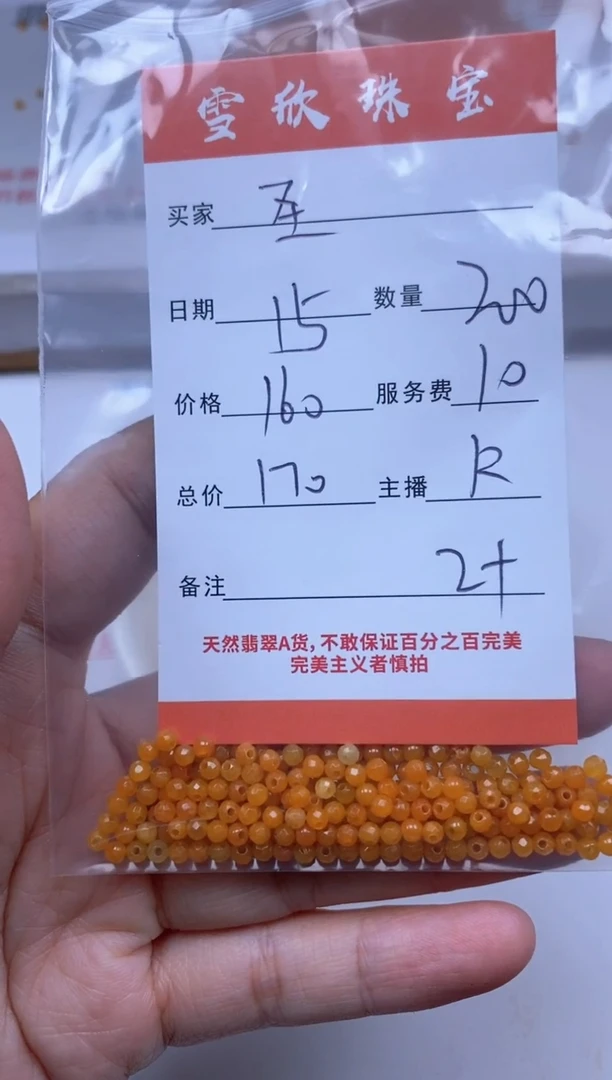 雪欣珠宝
买家
日期 15 数量 200
价格 160 服务费 10
总价 170 主播 R
备注 2+
天然翡翠A货,不敢保证百分之百完美
完美主义者慎拍